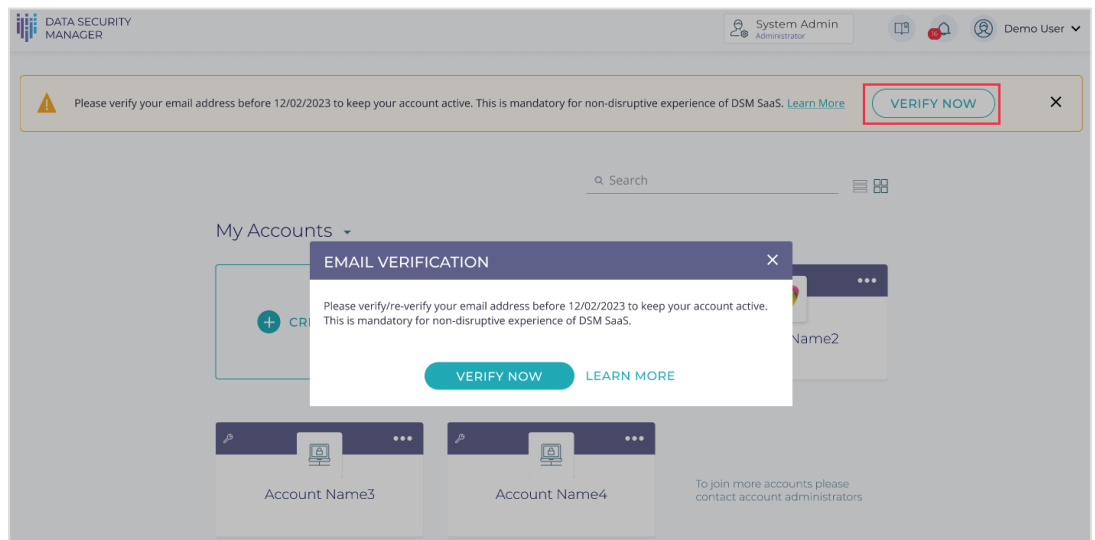 DATA SECURITY
MANAGER
System Admin
Administrator
16
Demo User
Please verify your email address before 12/02/2023 to keep your account active. This is mandatory for non-disruptive experience of DSM SaaS. Learn More
VERIFY NOW
Search
My Accounts
EMAIL VERIFICATION
Please verify/re-verify your email address before 12/02/2023 to keep your account active.
This is mandatory for non-disruptive experience of DSM SaaS.
VERIFY NOW
LEARN MORE
CR
Name2
Account Name3
Account Name4
To join more accounts please
contact account administrators